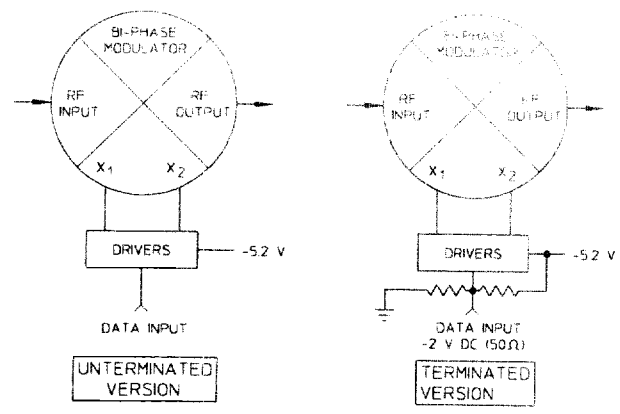 BI-PHASE
MODULATOR
RF
INPUT
RF
OUTPUT
X1
X2
DRIVERS
-5.2 V
DATA INPUT
UNTERMINATED
VERSION
BI-PHASE
MODULATOR
RF
INPUT
RF
OUTPUT
X1
X2
DRIVERS
-5.2 V
DATA INPUT
-2 V DC (50Ω)
TERMINATED
VERSION